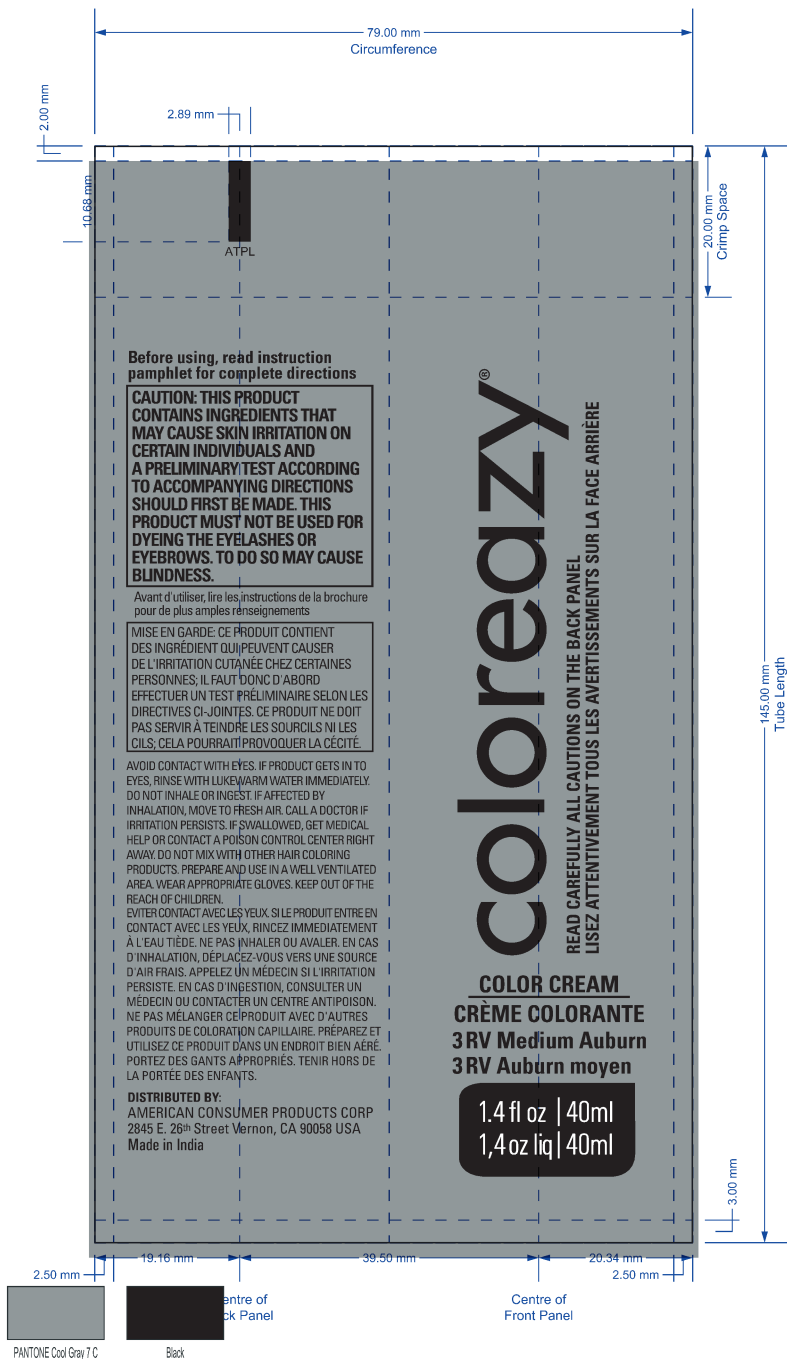 79.00 mm
Circumference
2.89 mm
2.00 mm
10.68 mm
ATPL
20.00 mm
Crimp Space
Before using, read instruction
pamphlet for complete directions
CAUTION: THIS PRODUCT
CONTAINS INGREDIENTS THAT
MAY CAUSE SKIN IRRITATION ON
CERTAIN INDIVIDUALS AND
A PRELIMINARY TEST ACCORDING
TO ACCOMPANYING DIRECTIONS
SHOULD FIRST BE MADE. THIS
PRODUCT MUST NOT BE USED FOR
DYEING THE EYELASHES OR
EYEBROWS. TO DO SO MAY CAUSE
BLINDNESS.
Avant d'utiliser, lire les instructions de la brochure
pour de plus amples renseignements
MISE EN GARDE: CE PRODUIT CONTIENT
DES INGRÉDIENT QUI PEUVENT CAUSER
DE L'IRRITATION CUTANÉE CHEZ CERTAINES
PERSONNES; IL FAUT DONC D'ABORD
EFFECTUER UN TEST PRÉLIMINAIRE SELON LES
DIRECTIVES CI-JOINTES. CE PRODUIT NE DOIT
PAS SERVIR À TEINDRE LES SOURCILS NI LES
CILS; CELA POURRAIT PROVOQUER LA CÉCITÉ.
AVOID CONTACT WITH EYES. IF PRODUCT GETS IN TO
EYES, RINSE WITH LUKEWARM WATER IMMEDIATELY.
DO NOT INHALE OR INGEST. IF AFFECTED BY
INHALATION, MOVE TO FRESH AIR. CALL A DOCTOR IF
IRRITATION PERSISTS. IF SWALLOWED, GET MEDICAL
HELP OR CONTACT A POISON CONTROL CENTER RIGHT
AWAY. DO NOT MIX WITH OTHER HAIR COLORING
PRODUCTS. PREPARE AND USE IN A WELL VENTILATED
AREA. WEAR APPROPRIATE GLOVES. KEEP OUT OF THE
REACH OF CHILDREN.
EVITER CONTACT AVEC LES YEUX. SI LE PRODUIT ENTRE EN
CONTACT AVEC LES YEUX, RINCEZ IMMEDIATEMENT
À L'EAU TIÈDE. NE PAS INHALER OU AVALER. EN CAS
D'INHALATION, DÉPLACEZ-VOUS VERS UNE SOURCE
D'AIR FRAIS. APPELEZ UN MÉDECIN SI L'IRRITATION
PERSISTE. EN CAS D'INGESTION, CONSULTER UN
MÉDECIN OU CONTACTER UN CENTRE ANTIPOISON.
NE PAS MÉLANGER CE PRODUIT AVEC D'AUTRES
PRODUITS DE COLORATION CAPILLAIRE. PRÉPAREZ ET
UTILISEZ CE PRODUIT DANS UN ENDROIT BIEN AÉRÉ.
PORTEZ DES GANTS APPROPRIÉS. TENIR HORS DE
LA PORTÉE DES ENFANTS.
DISTRIBUTED BY:
AMERICAN CONSUMER PRODUCTS CORP
2845 E. 26th Street Vernon, CA 90058 USA
Made in India
coloreazy®
READ CAREFULLY ALL CAUTIONS ON THE BACK PANEL
LISEZ ATTENTIVEMENT TOUS LES AVERTISSEMENTS SUR LA FACE ARRIÈRE
COLOR CREAM
CRÈME COLORANTE
3RV Medium Auburn
3RV Auburn moyen
1.4 fl oz | 40ml
1,4 oz liq | 40ml
145.00 mm
Tube Length
3.00 mm
19.16 mm
39.50 mm
20.34 mm
2.50 mm
2.50 mm
entre of
ck Panel
Centre of
Front Panel
PANTONE Cool Gray 7 C
Black